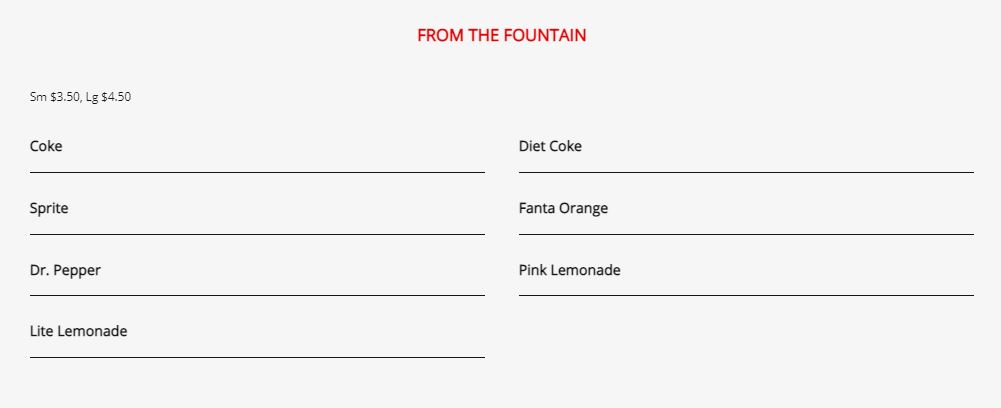 FROM THE FOUNTAIN
Sm $3.50, Lg $4.50
Coke
Diet Coke
Sprite
Fanta Orange
Dr. Pepper
Pink Lemonade
Lite Lemonade